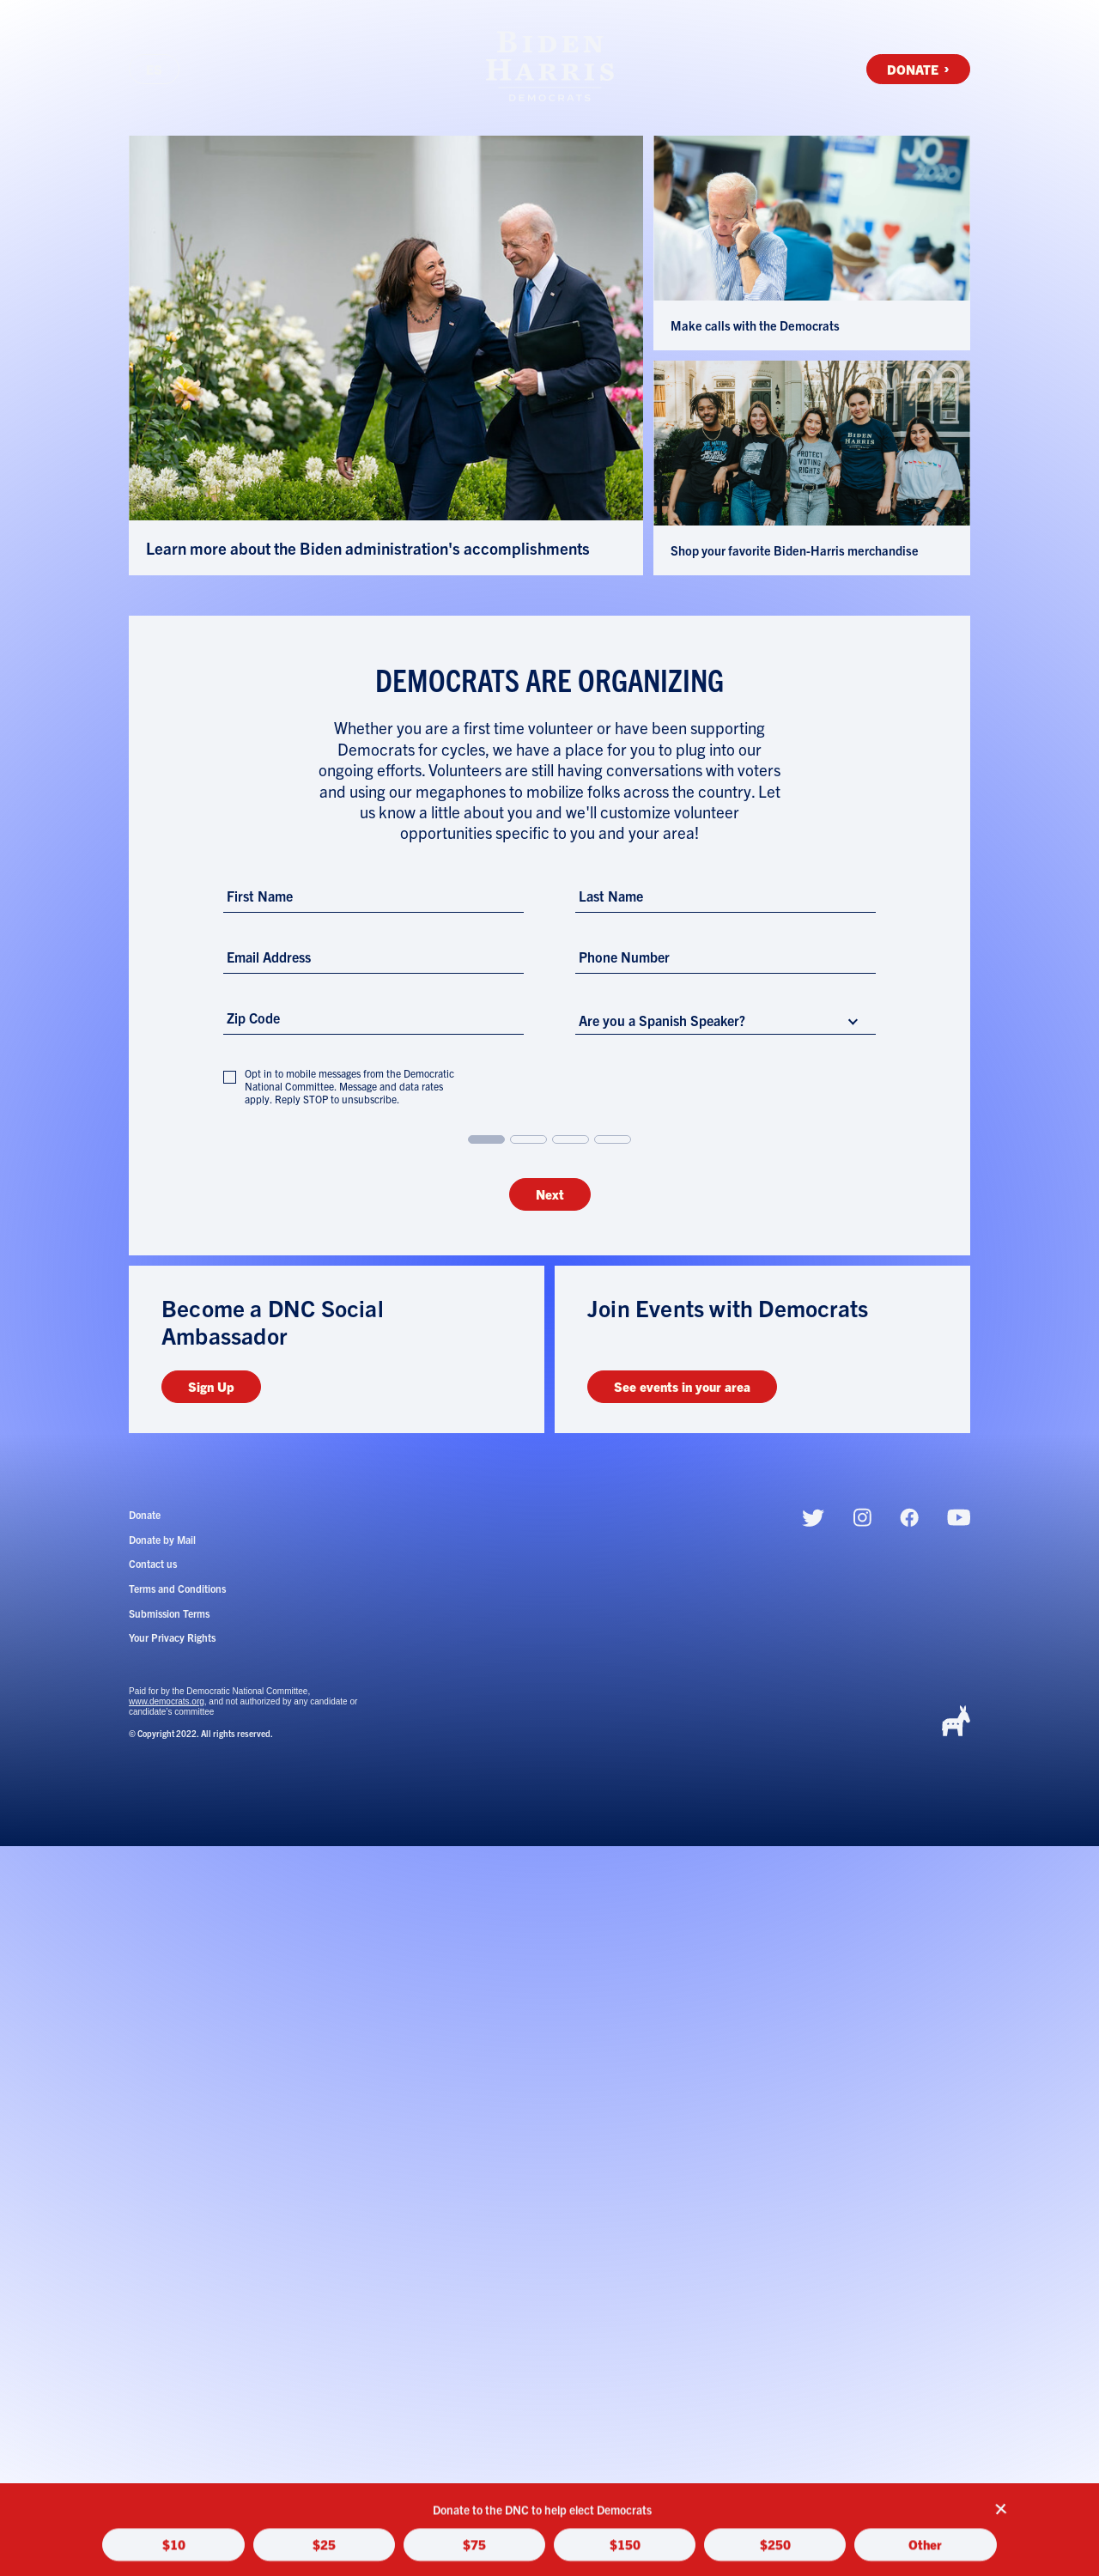 BIDEN
HARRIS
DEMOCRATS
DONATE ›
JO
2020
Make calls with the Democrats
PROTECT
VOTING
RIGHTS
BIDEN
HARRIS
Learn more about the Biden administration's accomplishments
Shop your favorite Biden-Harris merchandise
DEMOCRATS ARE ORGANIZING
Whether you are a first time volunteer or have been supporting
Democrats for cycles, we have a place for you to plug into our
ongoing efforts. Volunteers are still having conversations with voters
and using our megaphones to mobilize folks across the country. Let
us know a little about you and we'll customize volunteer
opportunities specific to you and your area!
First Name
Last Name
Email Address
Phone Number
Zip Code
Are you a Spanish Speaker?
Opt in to mobile messages from the Democratic
National Committee. Message and data rates
apply. Reply STOP to unsubscribe.
Next
Become a DNC Social
Ambassador
Sign Up
Join Events with Democrats
See events in your area
Donate
Donate by Mail
Contact us
Terms and Conditions
Submission Terms
Your Privacy Rights
Paid for by the Democratic National Committee,
www.democrats.org, and not authorized by any candidate or
candidate's committee
© Copyright 2022. All rights reserved.
Donate to the DNC to help elect Democrats
$10
$25
$75
$150
$250
Other